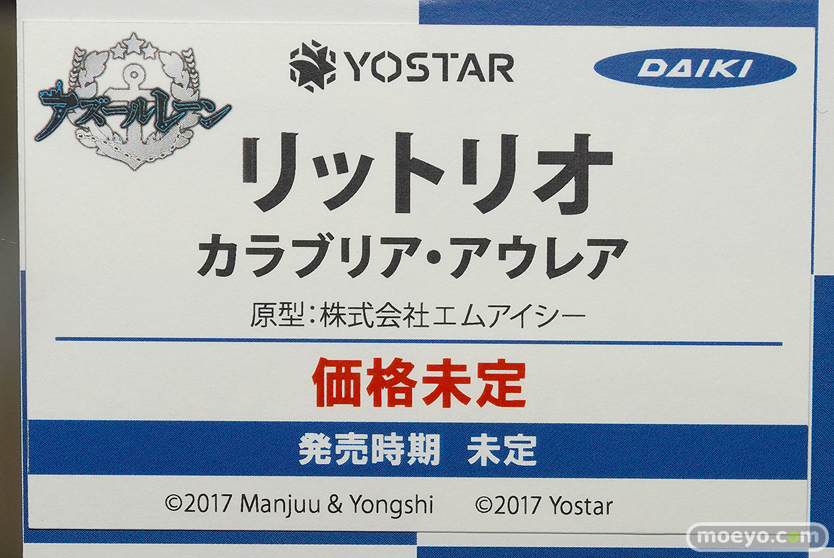 アズールレーン
YOSTAR
DAIKI
リットリオ
カラブリア・アウレア
原型：株式会社エムアイシー
価格未定
発売時期 未定
©2017 Manjuu & Yongshi ©2017 Yostar
moeyo.com